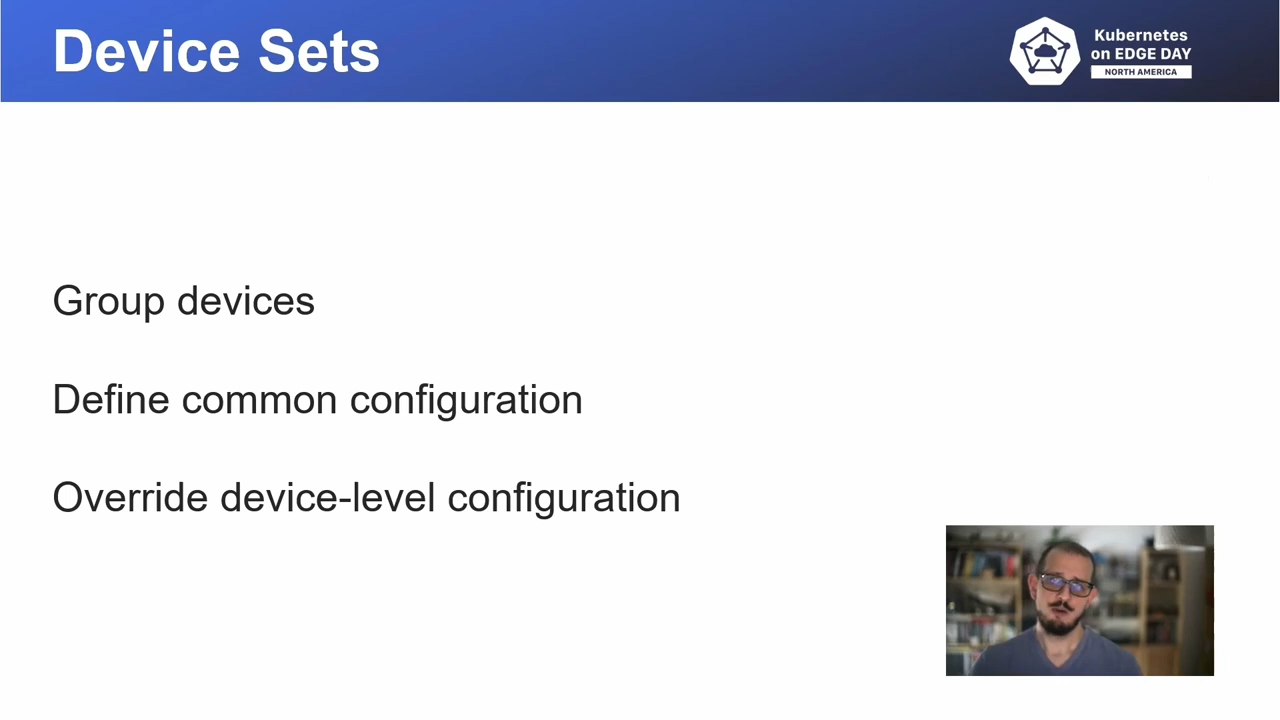 Device Sets
Kubernetes
on EDGE DAY
NORTH AMERICA
Group devices
Define common configuration
Override device-level configuration